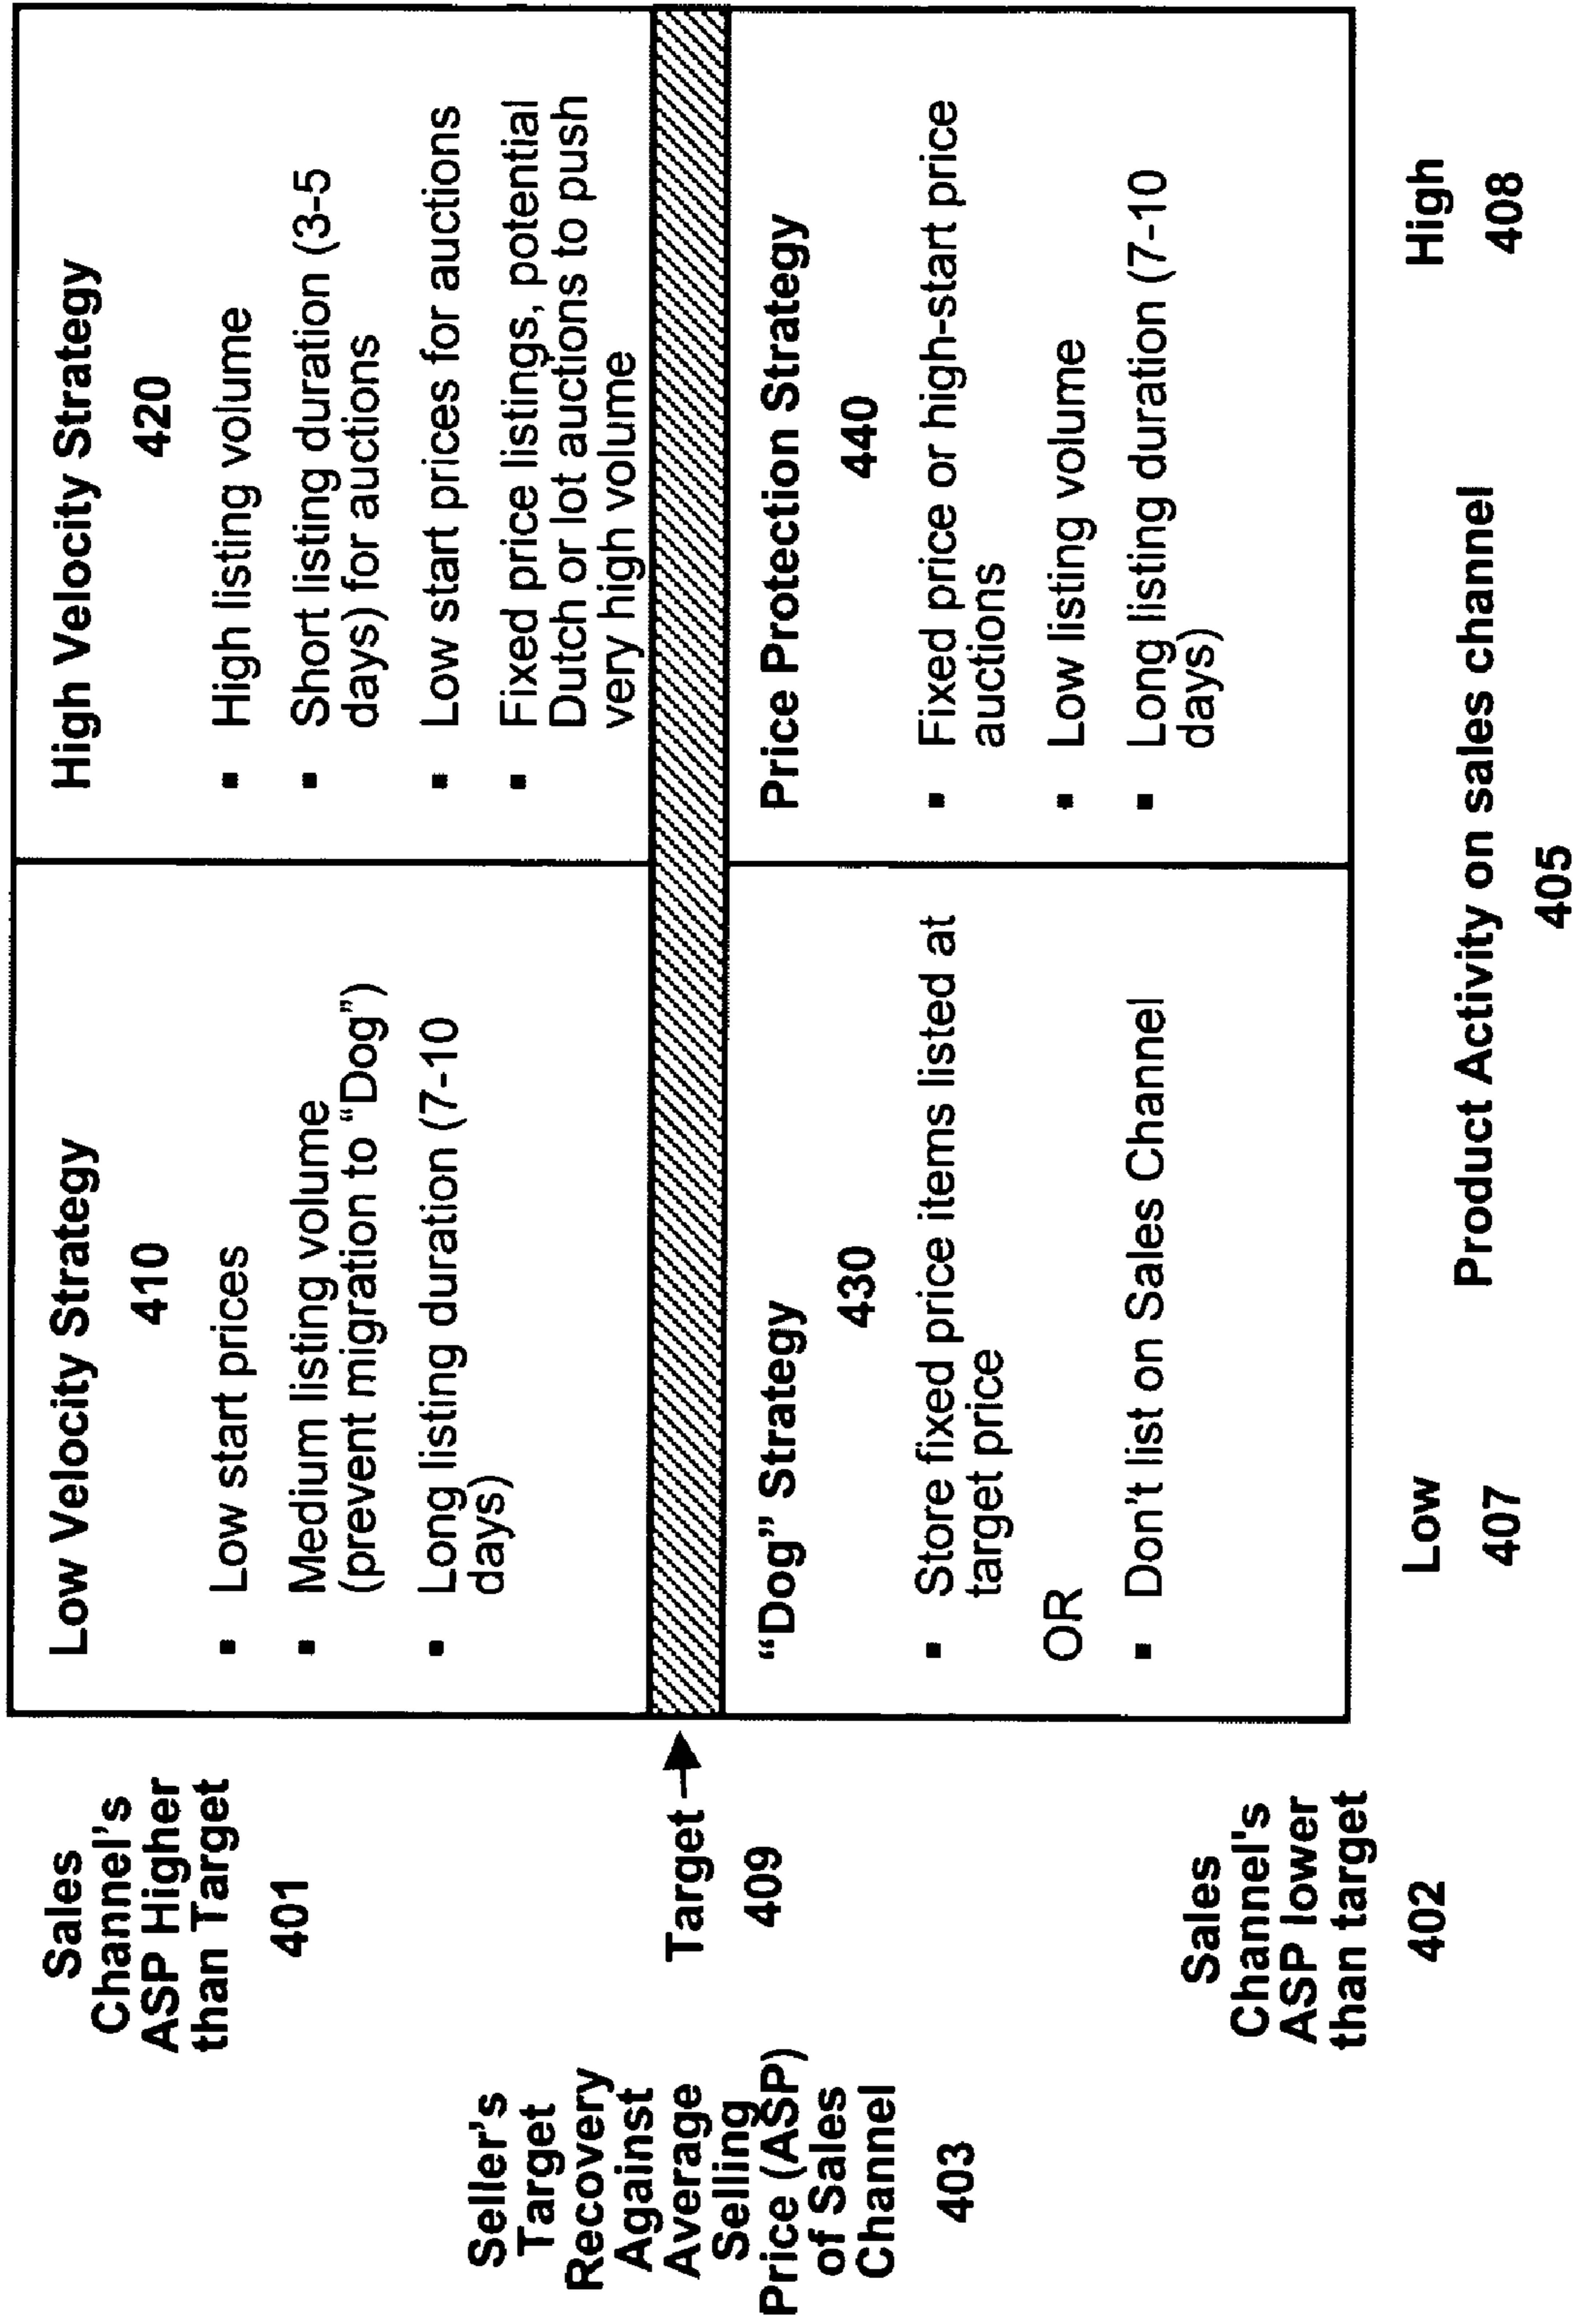 Sales
Channel's
ASP Higher
than Target
401
Seller's
Target
Recovery
Against
Average
Selling
Price (ASP)
of Sales
Channel
403
Target
409
Sales
Channel's
ASP lower
than target
402
Low Velocity Strategy
410
▪ Low start prices
▪ Medium listing volume
(prevent migration to “Dog”)
▪ Long listing duration (7-10
days)
High Velocity Strategy
420
▪ High listing volume
▪ Short listing duration (3-5
days) for auctions
▪ Low start prices for auctions
▪ Fixed price listings, potential
Dutch or lot auctions to push
very high volume
“Dog” Strategy
430
▪ Store fixed price items listed at
target price
OR
▪ Don't list on Sales Channel
Price Protection Strategy
440
▪ Fixed price or high-start price
auctions
▪ Low listing volume
▪ Long listing duration (7-10
days)
Low
407
High
408
Product Activity on sales channel
405